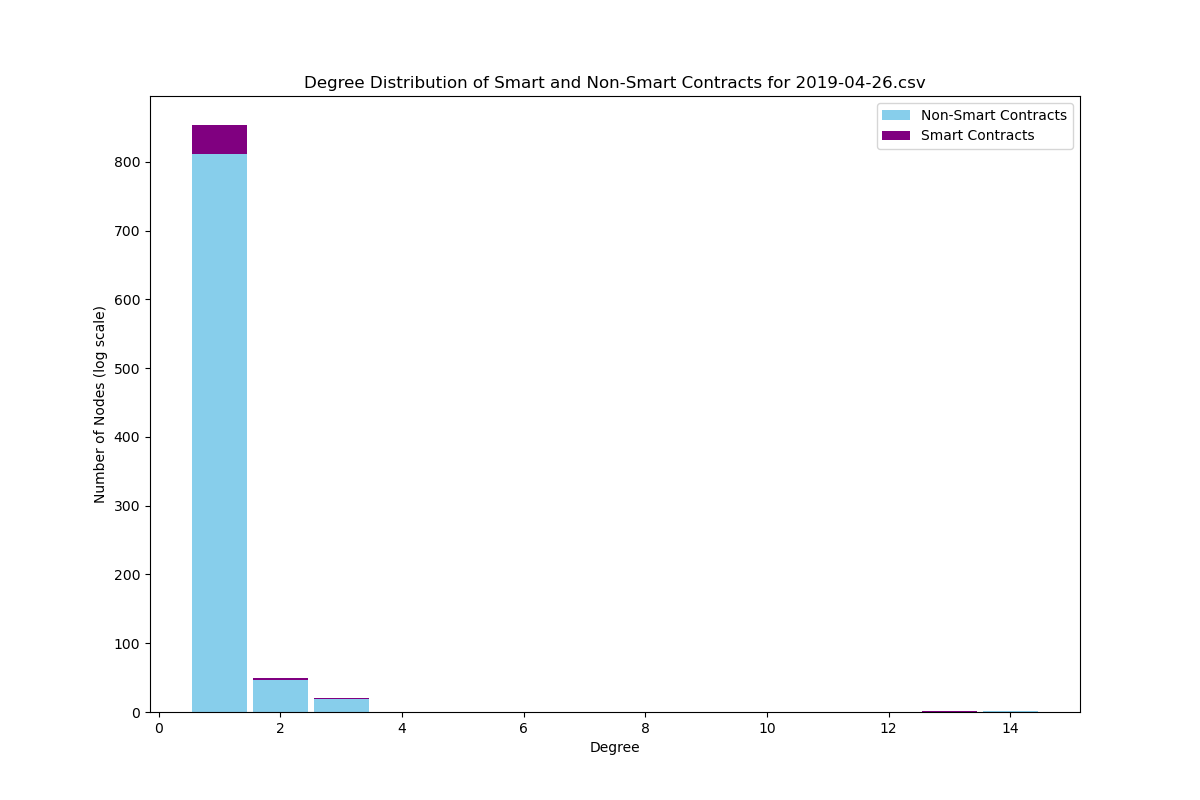 Degree Distribution of Smart and Non-Smart Contracts for 2019-04-26.csv
Non-Smart Contracts
Smart Contracts
Number of Nodes (log scale)
800
700
600
500
400
300
200
100
0
0 2 4 6 8 10 12 14
Degree